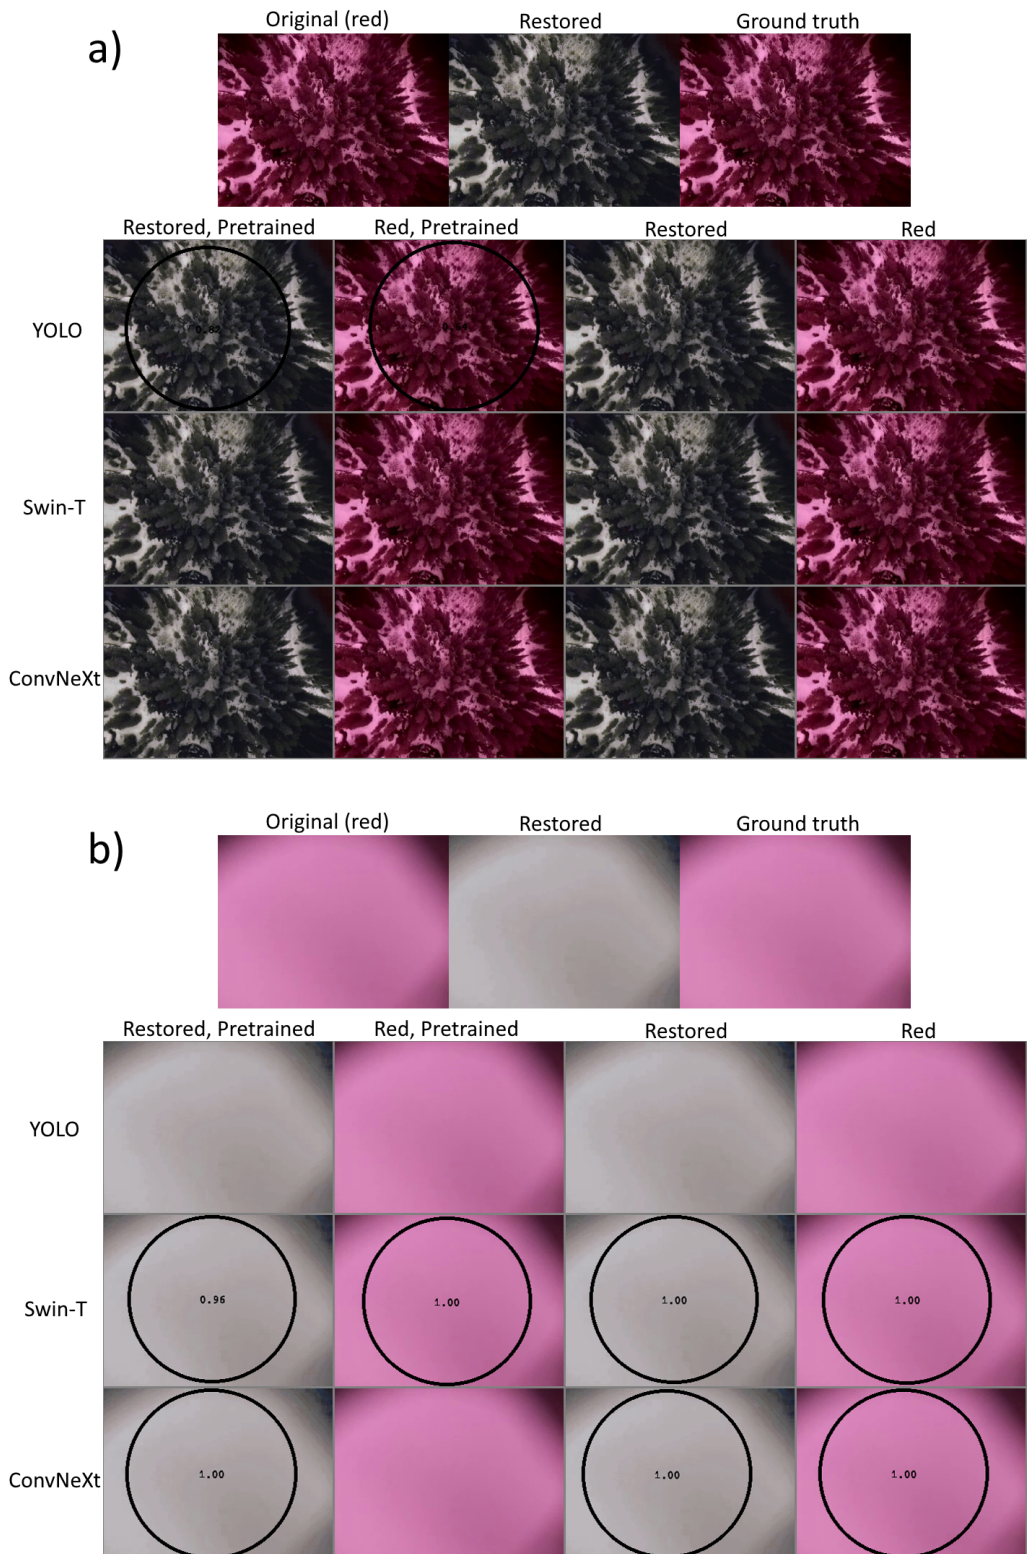 a)
Original (red) Restored Ground truth
Restored, Pretrained Red, Pretrained Restored Red
YOLO
0.82
Swin-T
ConvNeXt
b)
Original (red) Restored Ground truth
Restored, Pretrained Red, Pretrained Restored Red
YOLO
Swin-T
0.96 1.00 1.00 1.00
ConvNeXt
1.00 1.00 1.00